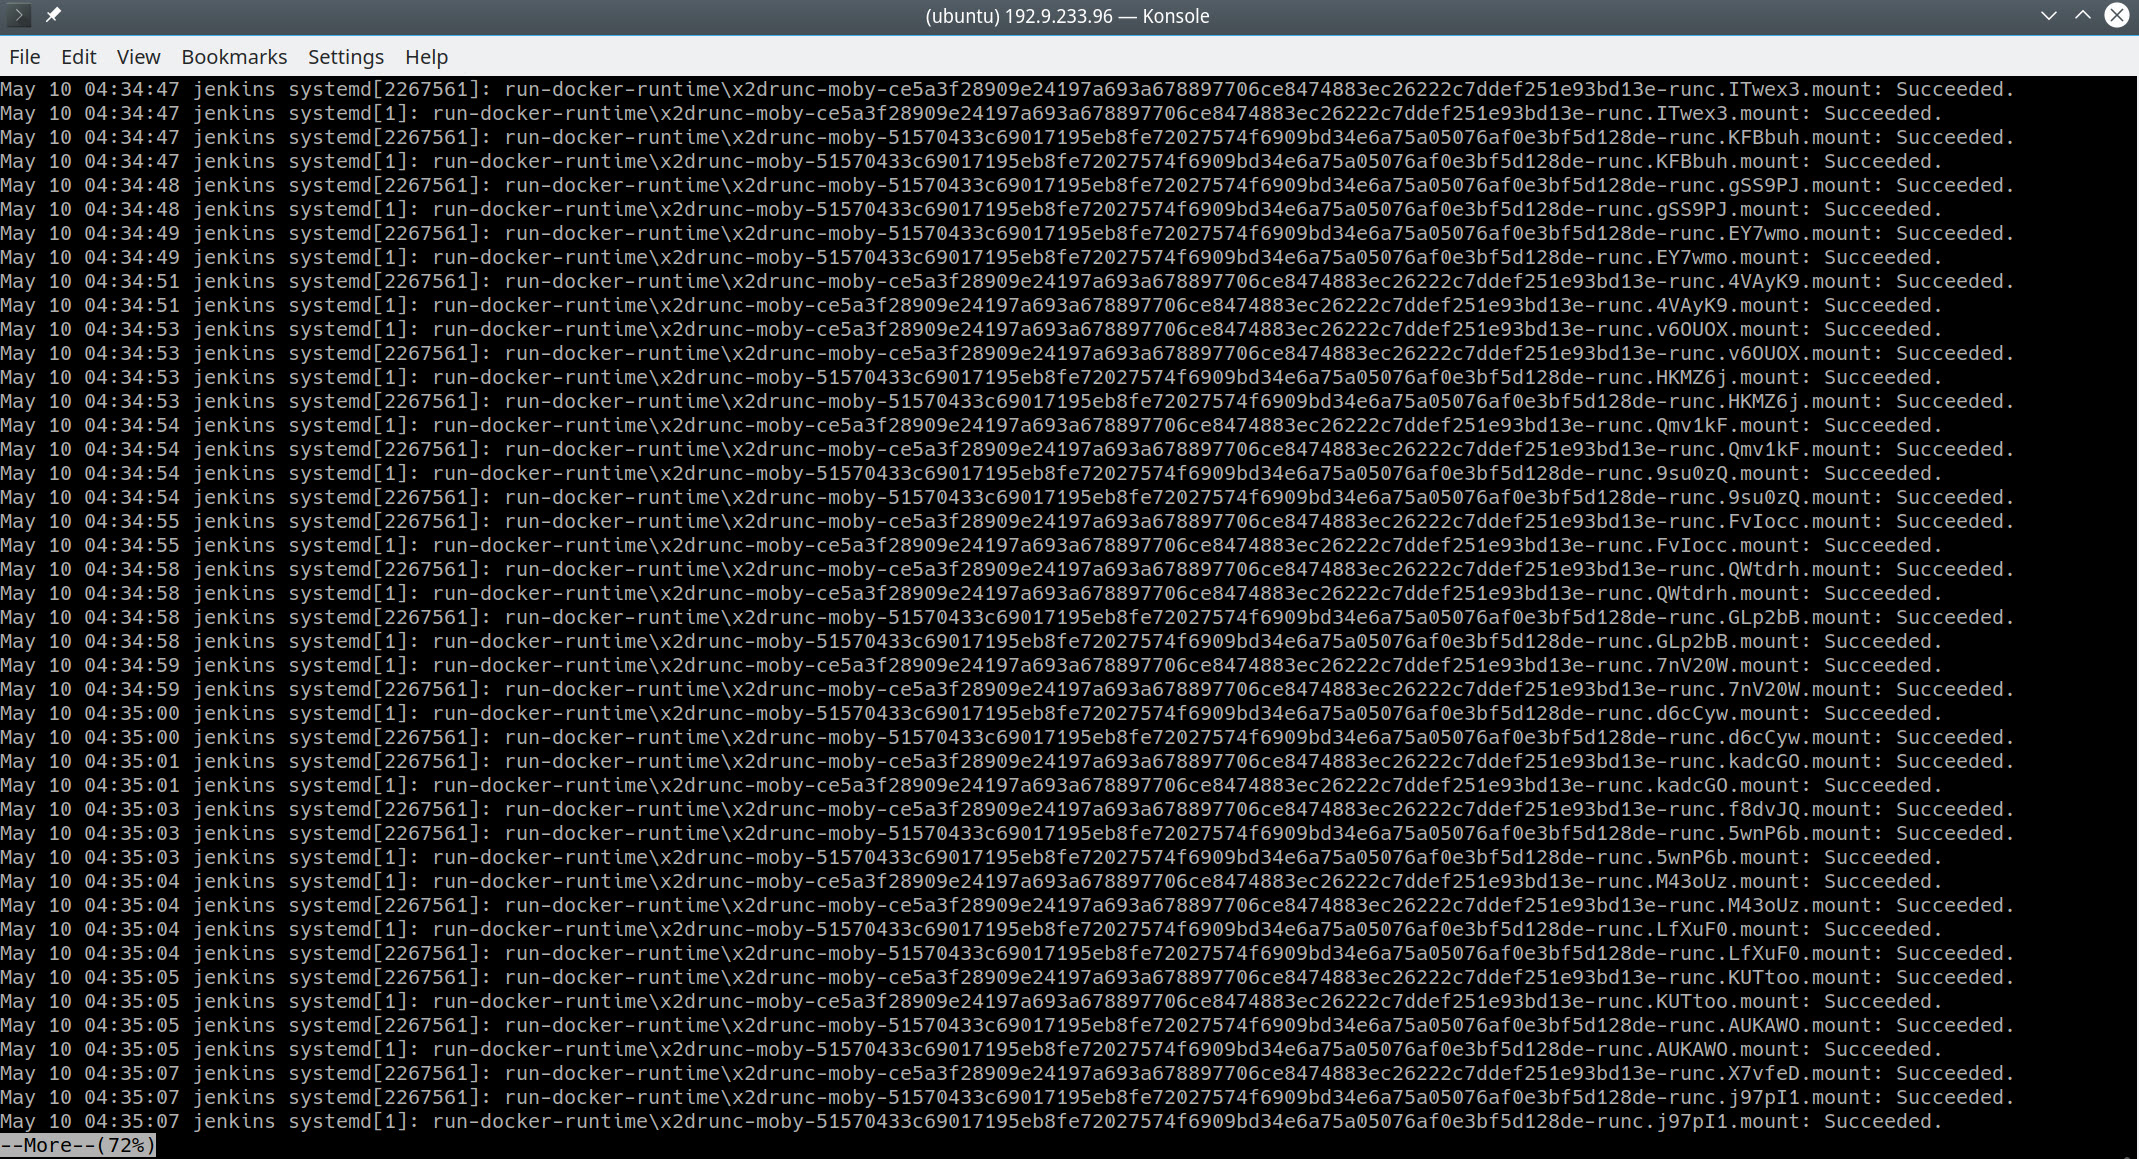 (ubuntu) 192.9.233.96 — Konsole
File Edit View Bookmarks Settings Help
May 10 04:34:47 jenkins systemd[2267561]: run-docker-runtime\x2drunc-moby-ce5a3f28909e24197a693a678897706ce8474883ec26222c7ddef251e93bd13e-runc.ITwex3.mount: Succeeded.
May 10 04:34:47 jenkins systemd[1]: run-docker-runtime\x2drunc-moby-ce5a3f28909e24197a693a678897706ce8474883ec26222c7ddef251e93bd13e-runc.ITwex3.mount: Succeeded.
May 10 04:34:47 jenkins systemd[2267561]: run-docker-runtime\x2drunc-moby-51570433c69017195eb8fe72027574f6909bd34e6a75a05076af0e3bf5d128de-runc.KFBbuh.mount: Succeeded.
May 10 04:34:47 jenkins systemd[1]: run-docker-runtime\x2drunc-moby-51570433c69017195eb8fe72027574f6909bd34e6a75a05076af0e3bf5d128de-runc.KFBbuh.mount: Succeeded.
May 10 04:34:48 jenkins systemd[2267561]: run-docker-runtime\x2drunc-moby-51570433c69017195eb8fe72027574f6909bd34e6a75a05076af0e3bf5d128de-runc.gSS9PJ.mount: Succeeded.
May 10 04:34:48 jenkins systemd[1]: run-docker-runtime\x2drunc-moby-51570433c69017195eb8fe72027574f6909bd34e6a75a05076af0e3bf5d128de-runc.gSS9PJ.mount: Succeeded.
May 10 04:34:49 jenkins systemd[2267561]: run-docker-runtime\x2drunc-moby-51570433c69017195eb8fe72027574f6909bd34e6a75a05076af0e3bf5d128de-runc.EY7wmo.mount: Succeeded.
May 10 04:34:49 jenkins systemd[1]: run-docker-runtime\x2drunc-moby-51570433c69017195eb8fe72027574f6909bd34e6a75a05076af0e3bf5d128de-runc.EY7wmo.mount: Succeeded.
May 10 04:34:51 jenkins systemd[2267561]: run-docker-runtime\x2drunc-moby-ce5a3f28909e24197a693a678897706ce8474883ec26222c7ddef251e93bd13e-runc.4VAyK9.mount: Succeeded.
May 10 04:34:51 jenkins systemd[1]: run-docker-runtime\x2drunc-moby-ce5a3f28909e24197a693a678897706ce8474883ec26222c7ddef251e93bd13e-runc.4VAyK9.mount: Succeeded.
May 10 04:34:53 jenkins systemd[1]: run-docker-runtime\x2drunc-moby-ce5a3f28909e24197a693a678897706ce8474883ec26222c7ddef251e93bd13e-runc.v6OUOX.mount: Succeeded.
May 10 04:34:53 jenkins systemd[2267561]: run-docker-runtime\x2drunc-moby-ce5a3f28909e24197a693a678897706ce8474883ec26222c7ddef251e93bd13e-runc.v6OUOX.mount: Succeeded.
May 10 04:34:53 jenkins systemd[1]: run-docker-runtime\x2drunc-moby-51570433c69017195eb8fe72027574f6909bd34e6a75a05076af0e3bf5d128de-runc.HKMZ6j.mount: Succeeded.
May 10 04:34:53 jenkins systemd[2267561]: run-docker-runtime\x2drunc-moby-51570433c69017195eb8fe72027574f6909bd34e6a75a05076af0e3bf5d128de-runc.HKMZ6j.mount: Succeeded.
May 10 04:34:54 jenkins systemd[1]: run-docker-runtime\x2drunc-moby-ce5a3f28909e24197a693a678897706ce8474883ec26222c7ddef251e93bd13e-runc.Qmv1kF.mount: Succeeded.
May 10 04:34:54 jenkins systemd[2267561]: run-docker-runtime\x2drunc-moby-ce5a3f28909e24197a693a678897706ce8474883ec26222c7ddef251e93bd13e-runc.Qmv1kF.mount: Succeeded.
May 10 04:34:54 jenkins systemd[1]: run-docker-runtime\x2drunc-moby-51570433c69017195eb8fe72027574f6909bd34e6a75a05076af0e3bf5d128de-runc.9su0zQ.mount: Succeeded.
May 10 04:34:54 jenkins systemd[2267561]: run-docker-runtime\x2drunc-moby-51570433c69017195eb8fe72027574f6909bd34e6a75a05076af0e3bf5d128de-runc.9su0zQ.mount: Succeeded.
May 10 04:34:55 jenkins systemd[2267561]: run-docker-runtime\x2drunc-moby-ce5a3f28909e24197a693a678897706ce8474883ec26222c7ddef251e93bd13e-runc.FvIocc.mount: Succeeded.
May 10 04:34:55 jenkins systemd[1]: run-docker-runtime\x2drunc-moby-ce5a3f28909e24197a693a678897706ce8474883ec26222c7ddef251e93bd13e-runc.FvIocc.mount: Succeeded.
May 10 04:34:58 jenkins systemd[2267561]: run-docker-runtime\x2drunc-moby-ce5a3f28909e24197a693a678897706ce8474883ec26222c7ddef251e93bd13e-runc.QWtdrh.mount: Succeeded.
May 10 04:34:58 jenkins systemd[1]: run-docker-runtime\x2drunc-moby-ce5a3f28909e24197a693a678897706ce8474883ec26222c7ddef251e93bd13e-runc.QWtdrh.mount: Succeeded.
May 10 04:34:58 jenkins systemd[2267561]: run-docker-runtime\x2drunc-moby-51570433c69017195eb8fe72027574f6909bd34e6a75a05076af0e3bf5d128de-runc.GLp2bB.mount: Succeeded.
May 10 04:34:58 jenkins systemd[1]: run-docker-runtime\x2drunc-moby-51570433c69017195eb8fe72027574f6909bd34e6a75a05076af0e3bf5d128de-runc.GLp2bB.mount: Succeeded.
May 10 04:34:59 jenkins systemd[1]: run-docker-runtime\x2drunc-moby-ce5a3f28909e24197a693a678897706ce8474883ec26222c7ddef251e93bd13e-runc.7nV20W.mount: Succeeded.
May 10 04:34:59 jenkins systemd[2267561]: run-docker-runtime\x2drunc-moby-ce5a3f28909e24197a693a678897706ce8474883ec26222c7ddef251e93bd13e-runc.7nV20W.mount: Succeeded.
May 10 04:35:00 jenkins systemd[1]: run-docker-runtime\x2drunc-moby-51570433c69017195eb8fe72027574f6909bd34e6a75a05076af0e3bf5d128de-runc.d6cCyw.mount: Succeeded.
May 10 04:35:00 jenkins systemd[2267561]: run-docker-runtime\x2drunc-moby-51570433c69017195eb8fe72027574f6909bd34e6a75a05076af0e3bf5d128de-runc.d6cCyw.mount: Succeeded.
May 10 04:35:01 jenkins systemd[2267561]: run-docker-runtime\x2drunc-moby-ce5a3f28909e24197a693a678897706ce8474883ec26222c7ddef251e93bd13e-runc.kadcGO.mount: Succeeded.
May 10 04:35:01 jenkins systemd[1]: run-docker-runtime\x2drunc-moby-ce5a3f28909e24197a693a678897706ce8474883ec26222c7ddef251e93bd13e-runc.kadcGO.mount: Succeeded.
May 10 04:35:03 jenkins systemd[2267561]: run-docker-runtime\x2drunc-moby-ce5a3f28909e24197a693a678897706ce8474883ec26222c7ddef251e93bd13e-runc.f8dvJQ.mount: Succeeded.
May 10 04:35:03 jenkins systemd[2267561]: run-docker-runtime\x2drunc-moby-51570433c69017195eb8fe72027574f6909bd34e6a75a05076af0e3bf5d128de-runc.5wnP6b.mount: Succeeded.
May 10 04:35:03 jenkins systemd[1]: run-docker-runtime\x2drunc-moby-51570433c69017195eb8fe72027574f6909bd34e6a75a05076af0e3bf5d128de-runc.5wnP6b.mount: Succeeded.
May 10 04:35:04 jenkins systemd[1]: run-docker-runtime\x2drunc-moby-ce5a3f28909e24197a693a678897706ce8474883ec26222c7ddef251e93bd13e-runc.M43oUz.mount: Succeeded.
May 10 04:35:04 jenkins systemd[2267561]: run-docker-runtime\x2drunc-moby-ce5a3f28909e24197a693a678897706ce8474883ec26222c7ddef251e93bd13e-runc.M43oUz.mount: Succeeded.
May 10 04:35:04 jenkins systemd[1]: run-docker-runtime\x2drunc-moby-51570433c69017195eb8fe72027574f6909bd34e6a75a05076af0e3bf5d128de-runc.LfXuF0.mount: Succeeded.
May 10 04:35:04 jenkins systemd[2267561]: run-docker-runtime\x2drunc-moby-51570433c69017195eb8fe72027574f6909bd34e6a75a05076af0e3bf5d128de-runc.LfXuF0.mount: Succeeded.
May 10 04:35:05 jenkins systemd[2267561]: run-docker-runtime\x2drunc-moby-ce5a3f28909e24197a693a678897706ce8474883ec26222c7ddef251e93bd13e-runc.KUTtoo.mount: Succeeded.
May 10 04:35:05 jenkins systemd[1]: run-docker-runtime\x2drunc-moby-ce5a3f28909e24197a693a678897706ce8474883ec26222c7ddef251e93bd13e-runc.KUTtoo.mount: Succeeded.
May 10 04:35:05 jenkins systemd[2267561]: run-docker-runtime\x2drunc-moby-51570433c69017195eb8fe72027574f6909bd34e6a75a05076af0e3bf5d128de-runc.AUKAWO.mount: Succeeded.
May 10 04:35:05 jenkins systemd[1]: run-docker-runtime\x2drunc-moby-51570433c69017195eb8fe72027574f6909bd34e6a75a05076af0e3bf5d128de-runc.AUKAWO.mount: Succeeded.
May 10 04:35:07 jenkins systemd[2267561]: run-docker-runtime\x2drunc-moby-ce5a3f28909e24197a693a678897706ce8474883ec26222c7ddef251e93bd13e-runc.X7vfeD.mount: Succeeded.
May 10 04:35:07 jenkins systemd[2267561]: run-docker-runtime\x2drunc-moby-51570433c69017195eb8fe72027574f6909bd34e6a75a05076af0e3bf5d128de-runc.j97pI1.mount: Succeeded.
May 10 04:35:07 jenkins systemd[1]: run-docker-runtime\x2drunc-moby-51570433c69017195eb8fe72027574f6909bd34e6a75a05076af0e3bf5d128de-runc.j97pI1.mount: Succeeded.
--More--(72%)